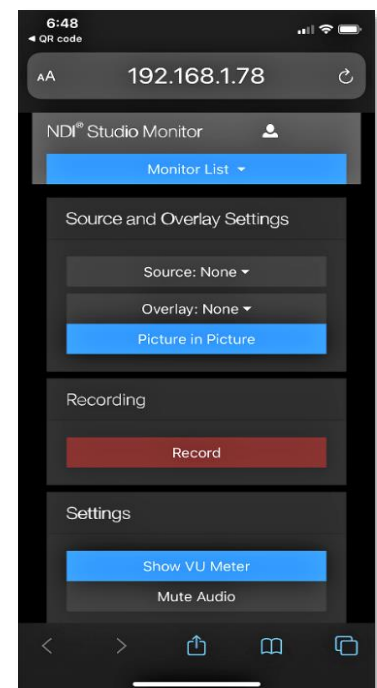 6:48
◀ QR code
AA 192.168.1.78
NDI® Studio Monitor
Monitor List
Source and Overlay Settings
Source: None
Overlay: None
Picture in Picture
Recording
Record
Settings
Show VU Meter
Mute Audio